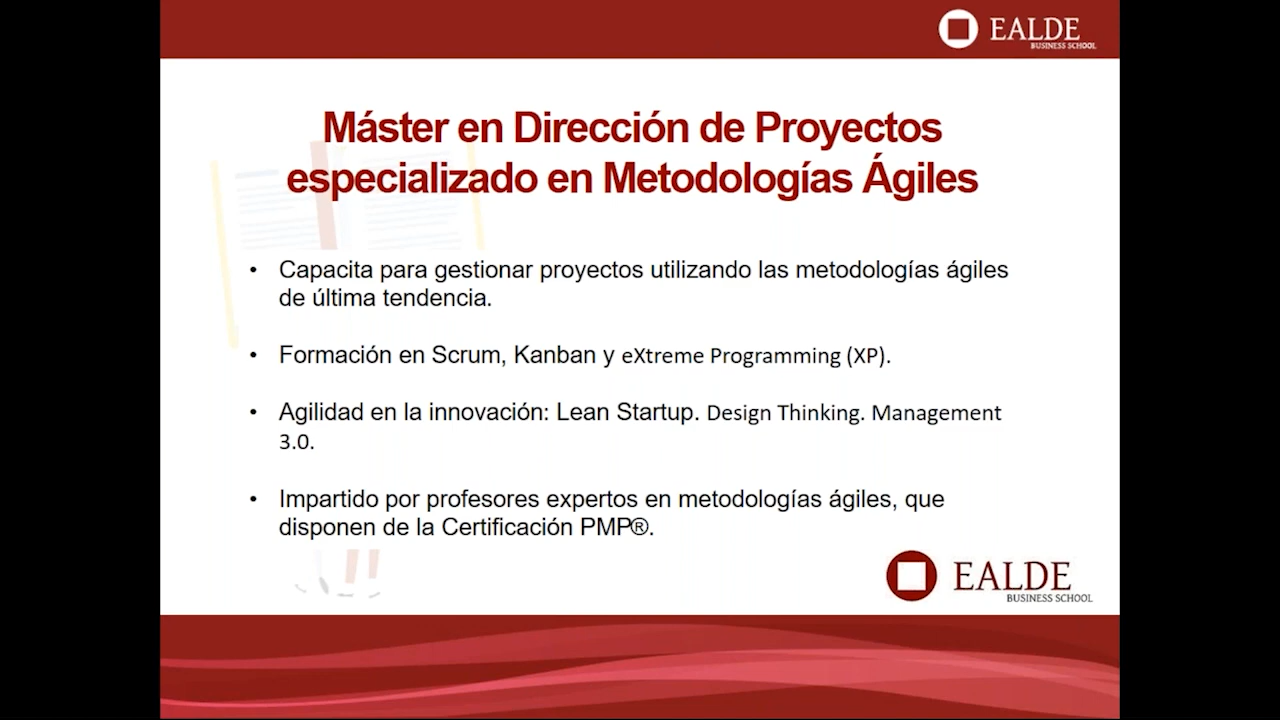 EALDE
BUSINESS SCHOOL
Máster en Dirección de Proyectos
especializado en Metodologías Ágiles
• Capacita para gestionar proyectos utilizando las metodologías ágiles
de última tendencia.
• Formación en Scrum, Kanban y eXtreme Programming (XP).
• Agilidad en la innovación: Lean Startup. Design Thinking. Management
3.0.
• Impartido por profesores expertos en metodologías ágiles, que
disponen de la Certificación PMP®.
EALDE
BUSINESS SCHOOL